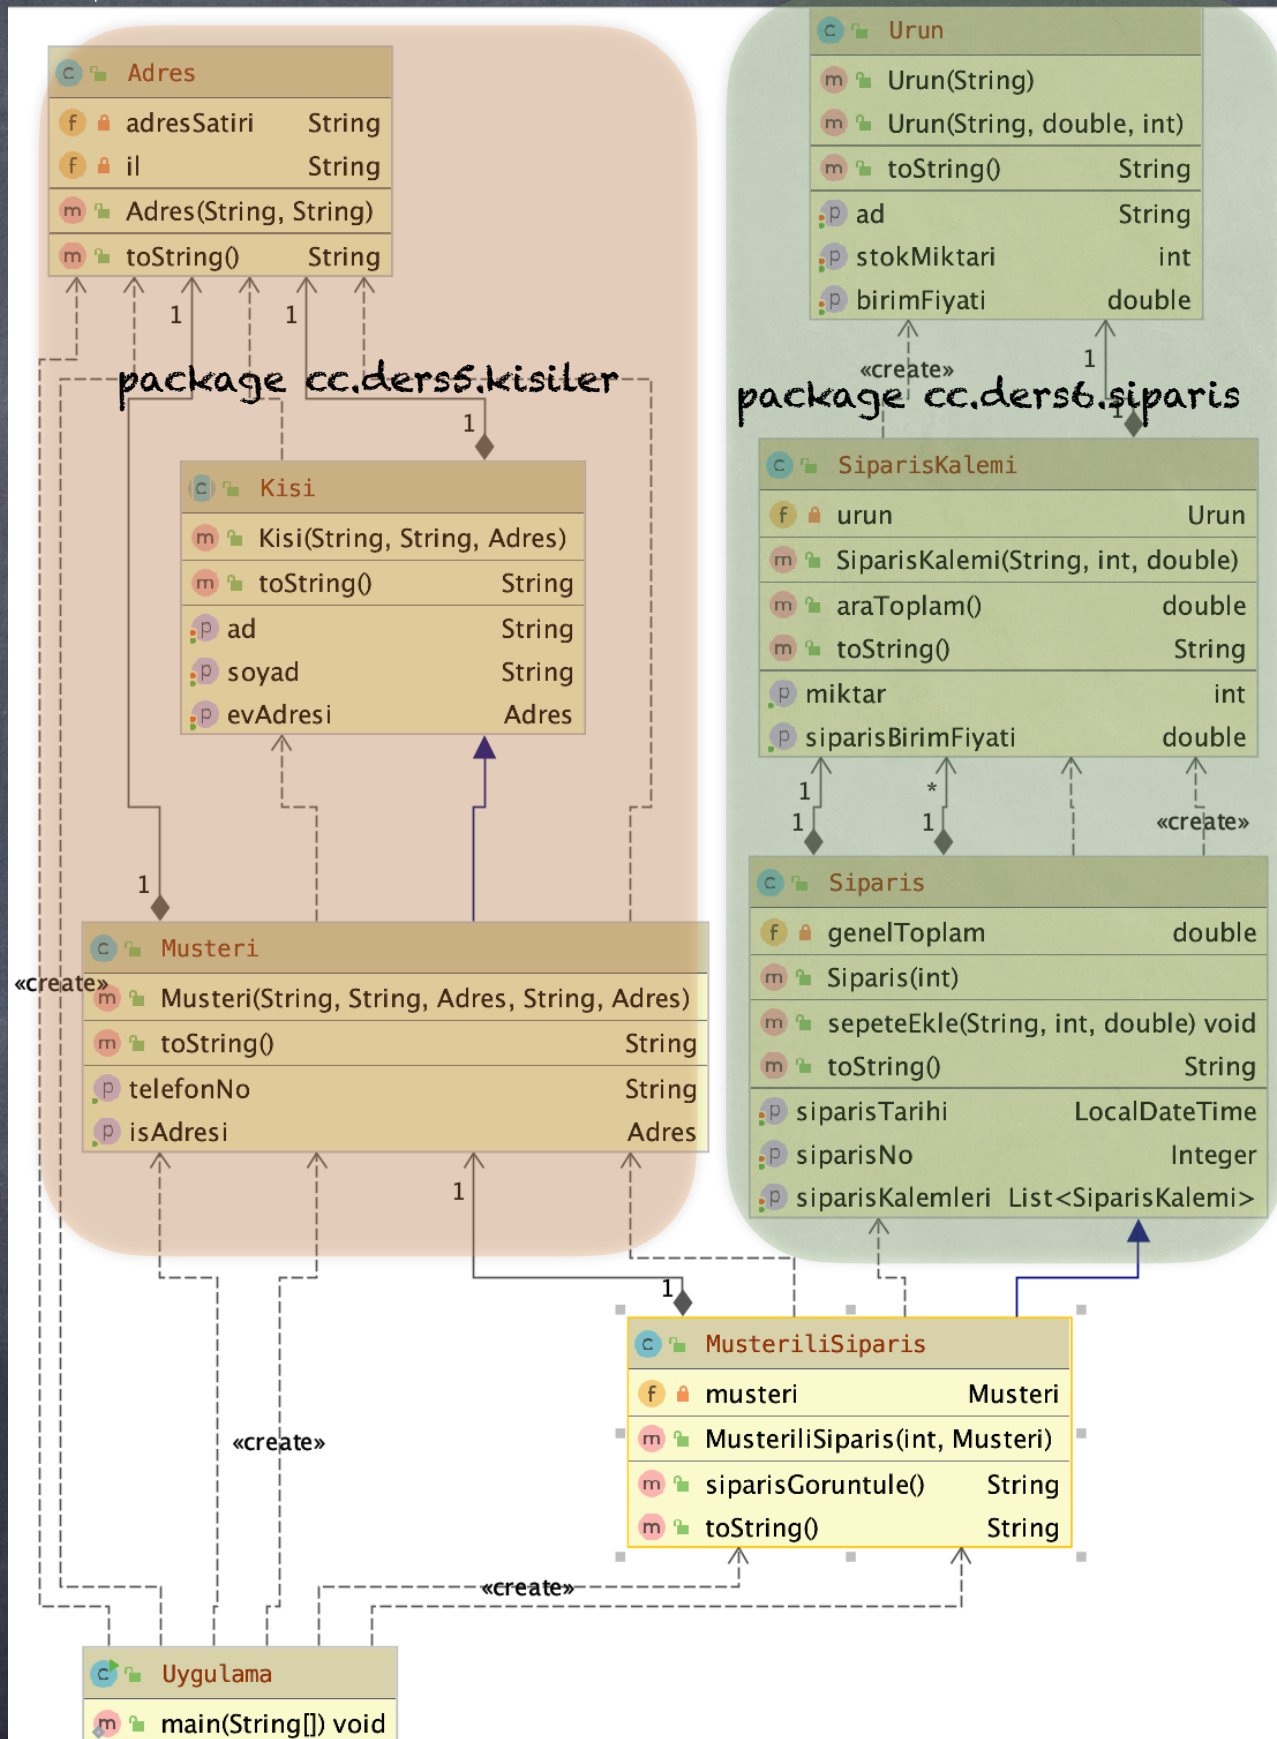 Adres
adresSatiri String
il String
Adres(String, String)
toString() String
1
1
package cc.ders5.kisiler
1
Kisi
Kisi(String, String, Adres)
toString() String
ad String
soyad String
evAdresi Adres
1
Musteri
«create»
Musteri(String, String, Adres, String, Adres)
toString() String
telefonNo String
isAdresi Adres
1
Urun
Urun(String)
Urun(String, double, int)
toString() String
ad String
stokMiktari int
birimFiyati double
«create»
1
package cc.ders6.siparis
1
SiparisKalemi
urun Urun
SiparisKalemi(String, int, double)
araToplam() double
toString() String
miktar int
siparisBirimFiyati double
1 *
1 1 «create»
Siparis
genelToplam double
Siparis(int)
sepeteEkle(String, int, double) void
toString() String
siparisTarihi LocalDateTime
siparisNo Integer
siparisKalemleri List<SiparisKalemi>
1
MusteriliSiparis
musteri Musteri
MusteriliSiparis(int, Musteri)
siparisGoruntule() String
toString() String
«create»
«create»
Uygulama
main(String[]) void